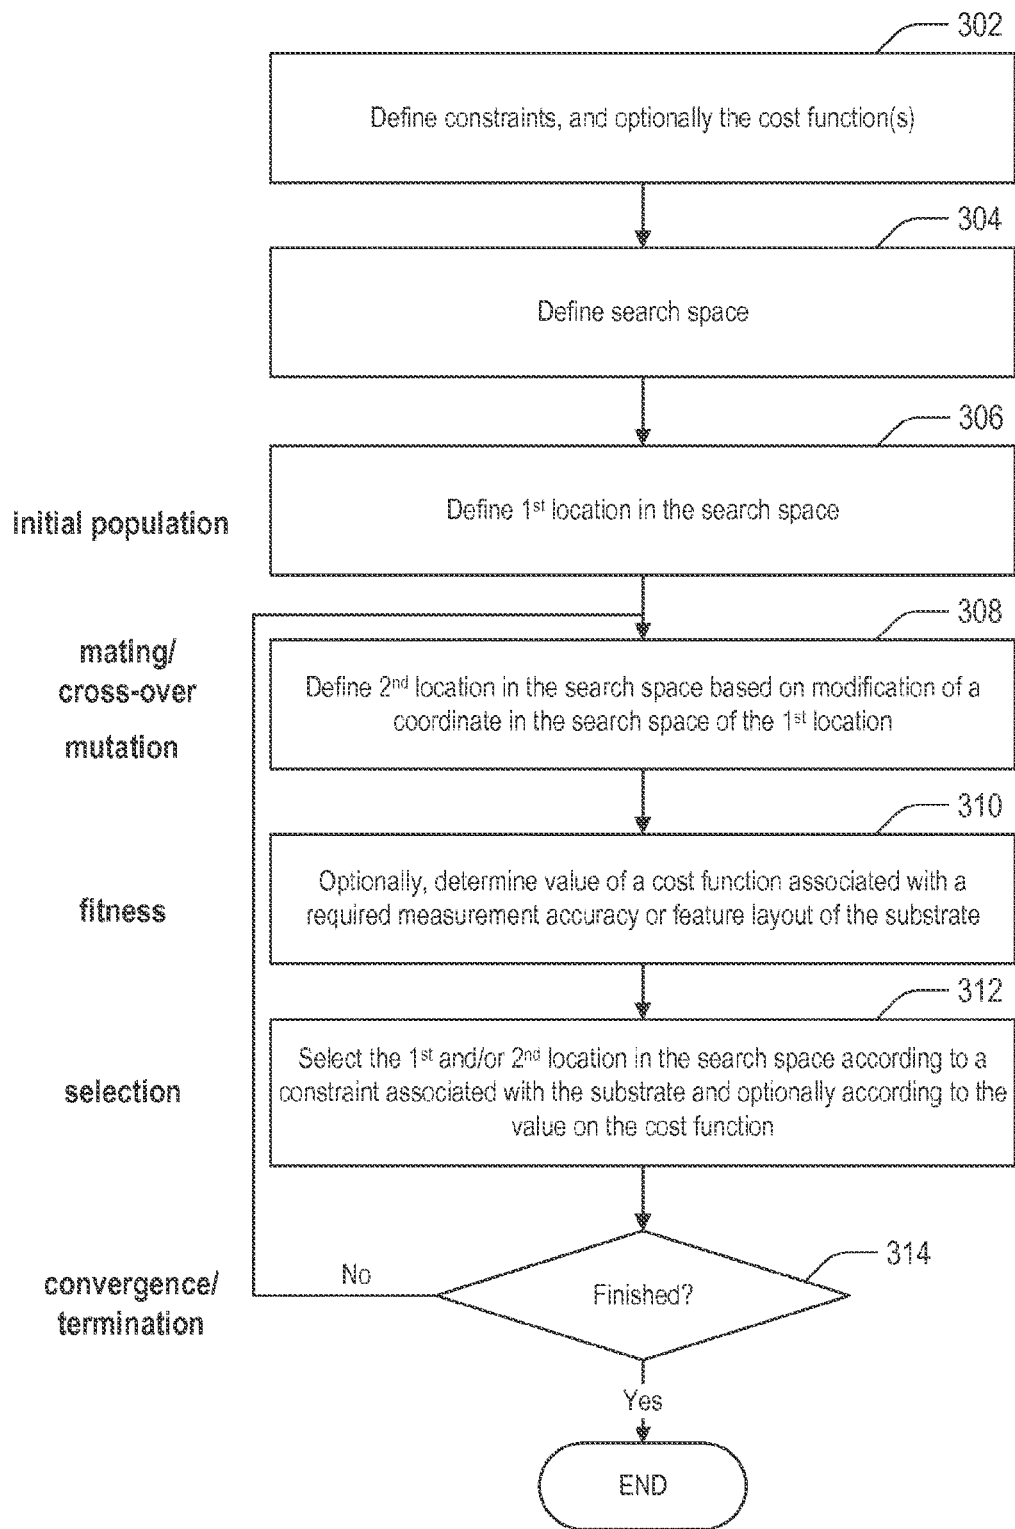 302
Define constraints, and optionally the cost function(s)
304
Define search space
306
initial population
Define 1st location in the search space
308
mating/
cross-over
mutation
Define 2nd location in the search space based on modification of a
coordinate in the search space of the 1st location
310
fitness
Optionally, determine value of a cost function associated with a
required measurement accuracy or feature layout of the substrate
312
selection
Select the 1st and/or 2nd location in the search space according to a
constraint associated with the substrate and optionally according to the
value on the cost function
314
convergence/
termination
No
Finished?
Yes
END